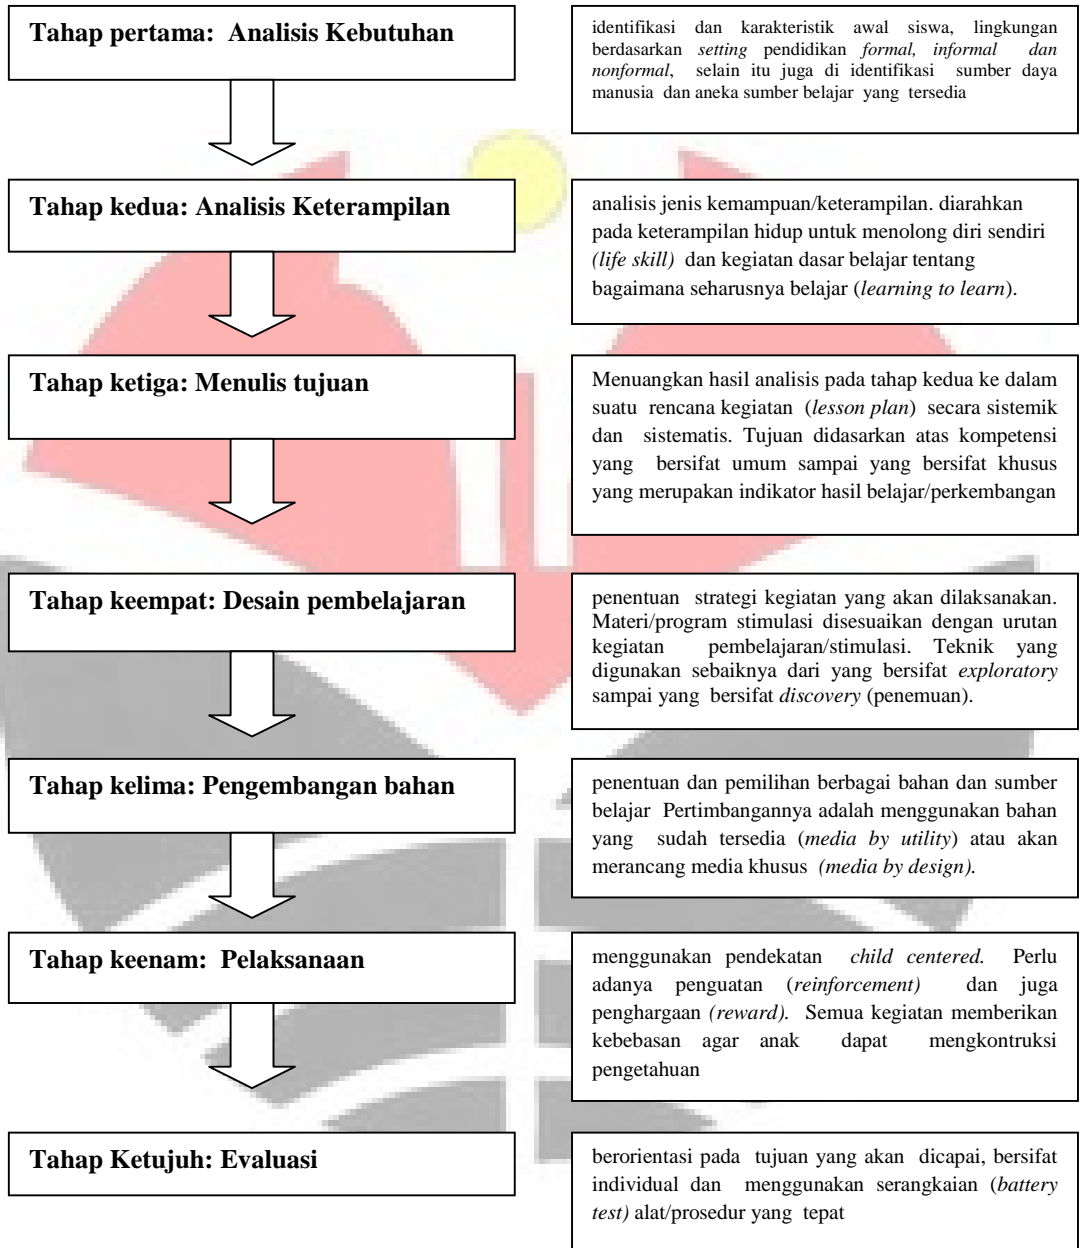 Tahap pertama: Analisis Kebutuhan
identifikasi dan karakteristik awal siswa, lingkungan
berdasarkan setting pendidikan formal, informal dan
nonformal, selain itu juga di identifikasi sumber daya
manusia dan aneka sumber belajar yang tersedia
Tahap kedua: Analisis Keterampilan
analisis jenis kemampuan/keterampilan. diarahkan
pada keterampilan hidup untuk menolong diri sendiri
(life skill) dan kegiatan dasar belajar tentang
bagaimana seharusnya belajar (learning to learn).
Tahap ketiga: Menulis tujuan
Menuangkan hasil analisis pada tahap kedua ke dalam
suatu rencana kegiatan (lesson plan) secara sistemik
dan sistematis. Tujuan didasarkan atas kompetensi
yang bersifat umum sampai yang bersifat khusus
yang merupakan indikator hasil belajar/perkembangan
Tahap keempat: Desain pembelajaran
penentuan strategi kegiatan yang akan dilaksanakan.
Materi/program stimulasi disesuaikan dengan urutan
kegiatan pembelajaran/stimulasi. Teknik yang
digunakan sebaiknya dari yang bersifat exploratory
sampai yang bersifat discovery (penemuan).
Tahap kelima: Pengembangan bahan
penentuan dan pemilihan berbagai bahan dan sumber
belajar Pertimbangannya adalah menggunakan bahan
yang sudah tersedia (media by utility) atau akan
merancang media khusus (media by design).
Tahap keenam: Pelaksanaan
menggunakan pendekatan child centered. Perlu
adanya penguatan (reinforcement) dan juga
penghargaan (reward). Semua kegiatan memberikan
kebebasan agar anak dapat mengkontruksi
pengetahuan
Tahap Ketujuh: Evaluasi
berorientasi pada tujuan yang akan dicapai, bersifat
individual dan menggunakan serangkaian (battery
test) alat/prosedur yang tepat